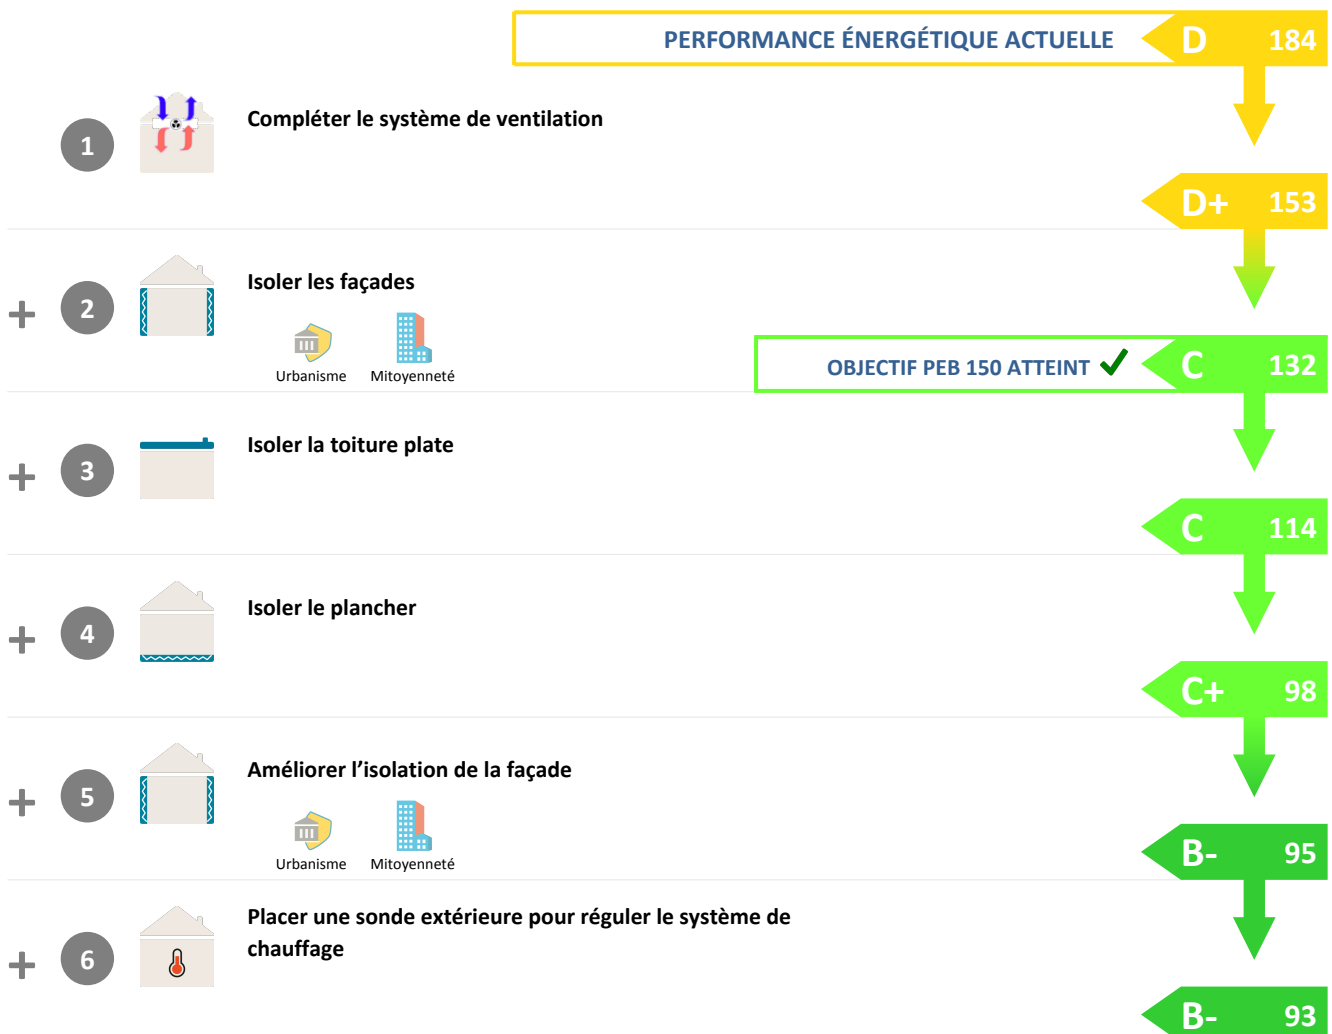 PERFORMANCE ÉNERGÉTIQUE ACTUELLE D 184
1 Compléter le système de ventilation
D+ 153
+ 2 Isoler les façades
Urbanisme Mitoyenneté
OBJECTIF PEB 150 ATTEINT ✓ C 132
+ 3 Isoler la toiture plate
C 114
+ 4 Isoler le plancher
C+ 98
+ 5 Améliorer l’isolation de la façade
Urbanisme Mitoyenneté
B- 95
+ 6 Placer une sonde extérieure pour réguler le système de
chauffage
B- 93